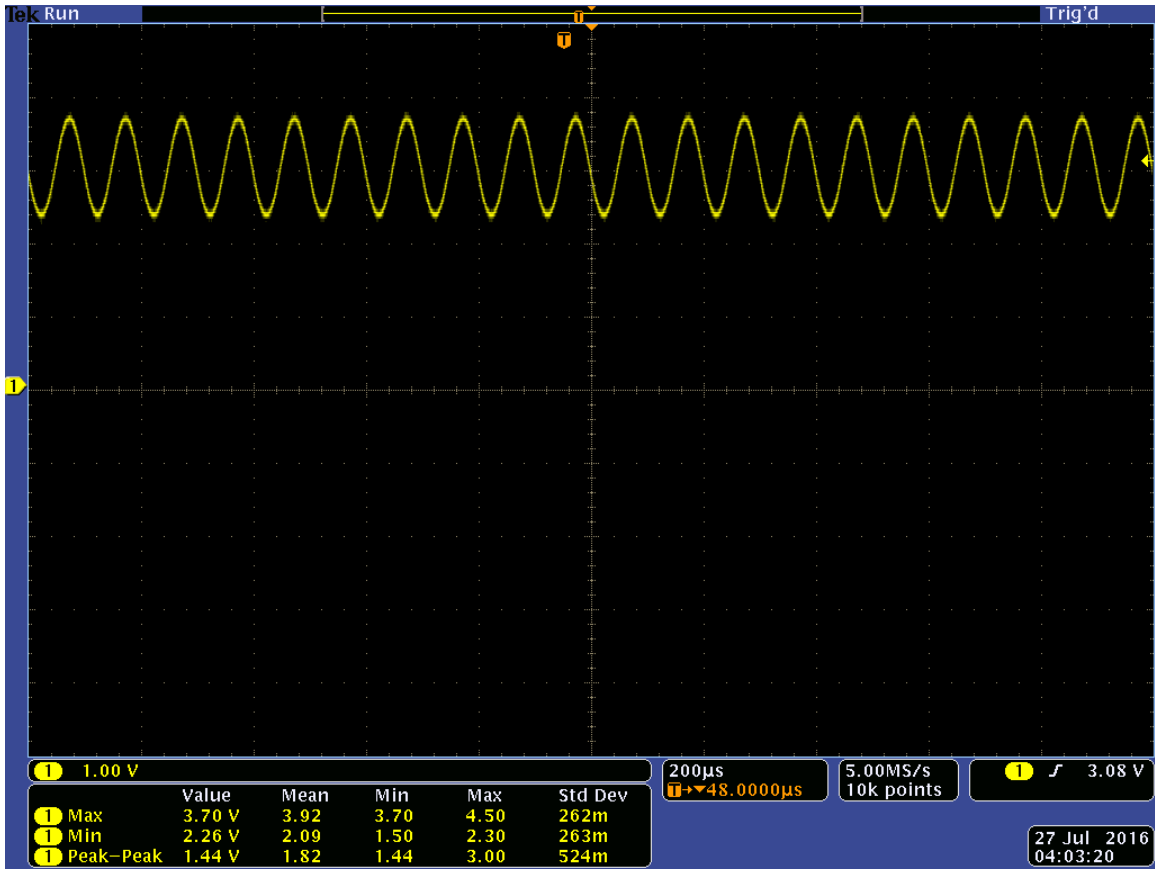 Tek Run Trig'd
T
T
1
1 1.00 V
200µs
T→▼48.0000µs
5.00MS/s
10k points
1 ƒ 3.08 V
Value Mean Min Max Std Dev
1 Max 3.70 V 3.92 3.70 4.50 262m
1 Min 2.26 V 2.09 1.50 2.30 263m
1 Peak−Peak 1.44 V 1.82 1.44 3.00 524m
27 Jul 2016
04:03:20